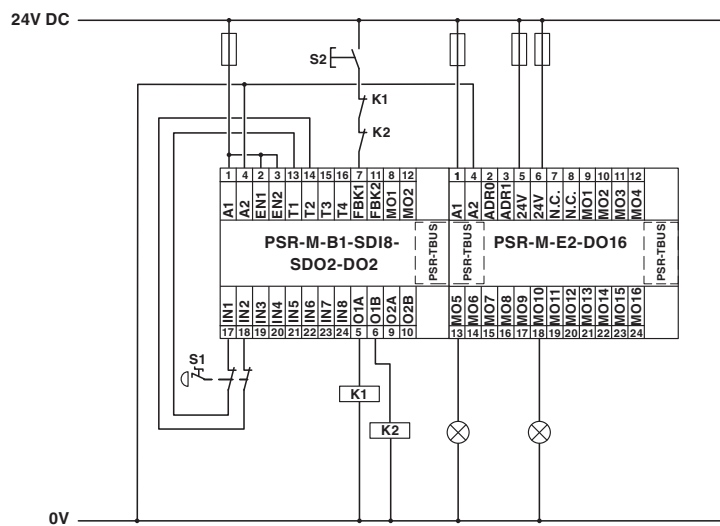 24V DC
S2
K1
K2
1 4 2 3 13 14 15 16 7 11 8 12
A1 A2 EN1 EN2 T1 T2 T3 T4 FBK1 FBK2 MO1 MO2
1 4 2 3 5 6 7 8 9 10 11 12
A1 A2 ADR0 ADR1 24V 24V N.C. N.C. MO1 MO2 MO3 MO4
PSR-M-B1-SDI8-
SDO2-DO2
PSR-TBUS
PSR-TBUS
PSR-M-E2-DO16
PSR-TBUS
IN1 IN2 IN3 IN4 IN5 IN6 IN7 IN8 O1A O1B O2A O2B
17 18 19 20 21 22 23 24 5 6 9 10
MO5 MO6 MO7 MO8 MO9 MO10 MO11 MO12 MO13 MO14 MO15 MO16
13 14 15 16 17 18 19 20 21 22 23 24
S1
K1
K2
0V